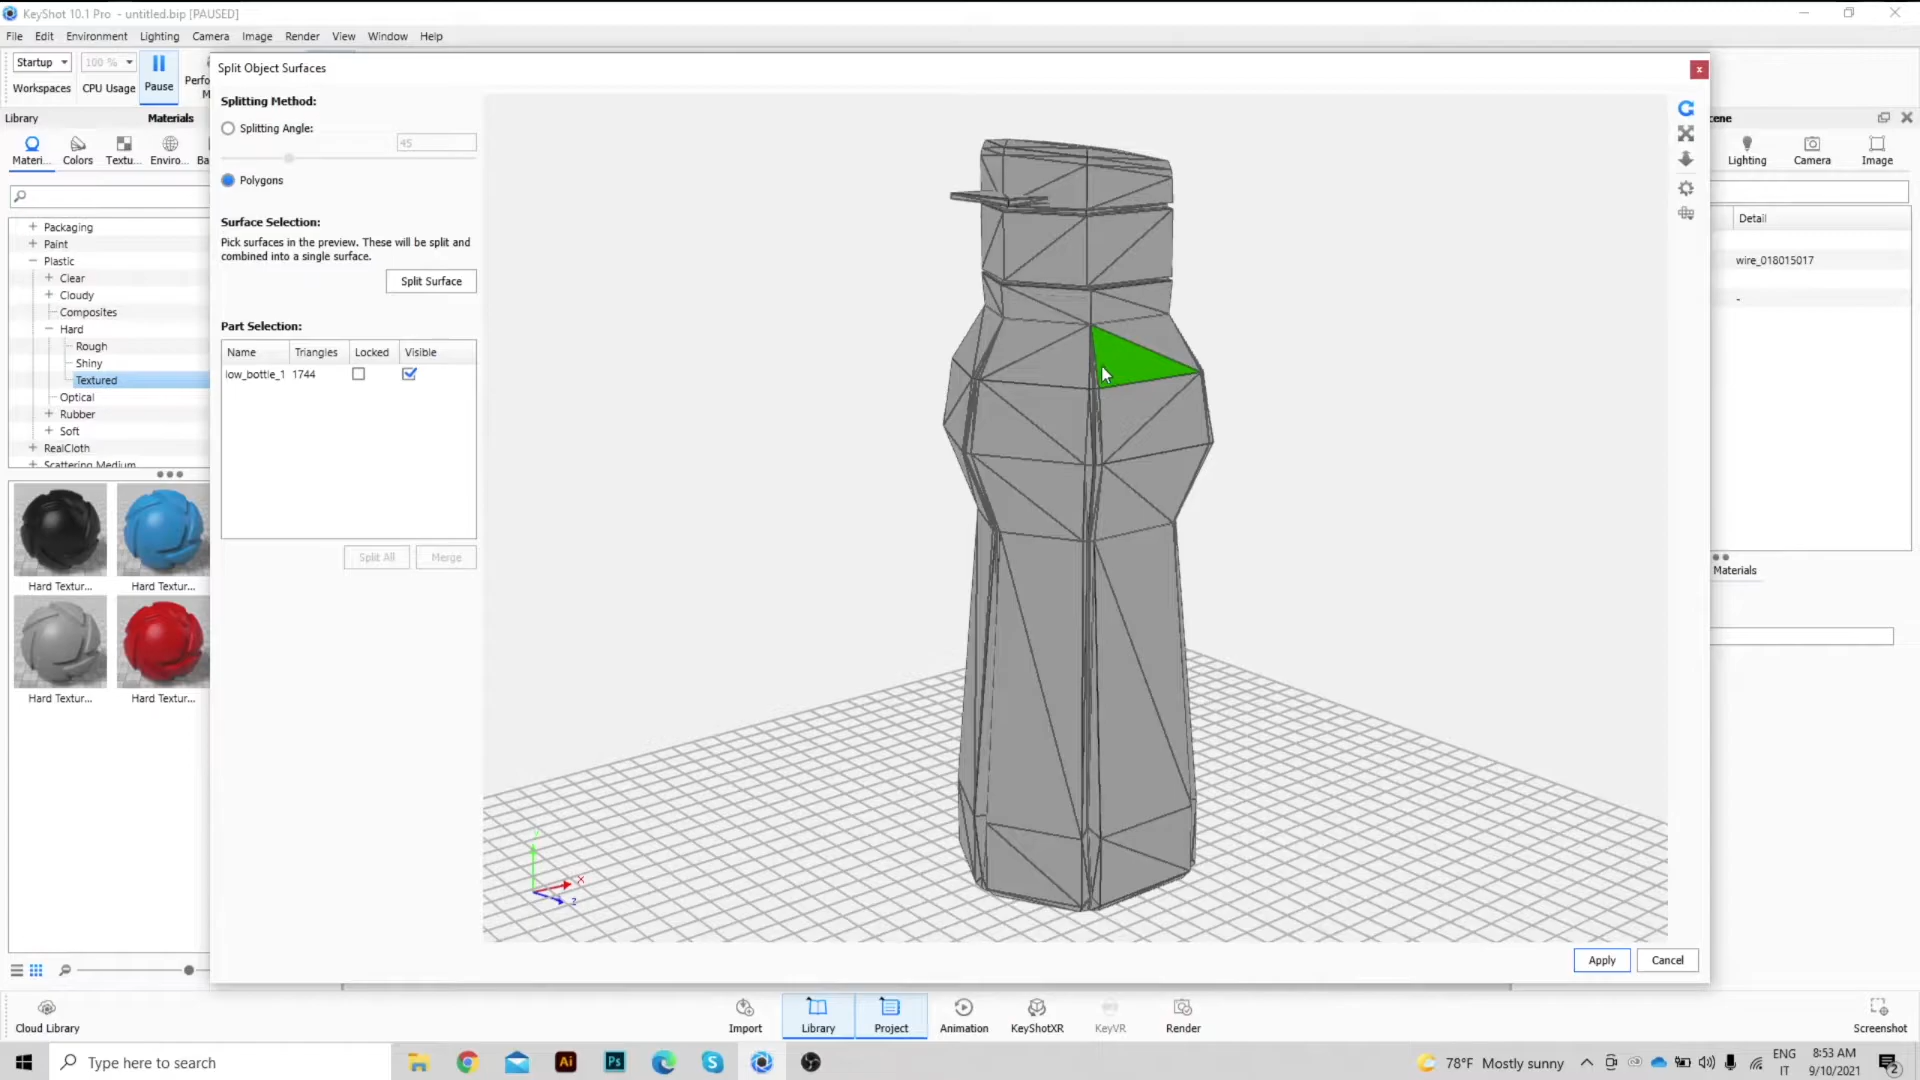 KeyShot 10.1 Pro - untitled.bip [PAUSED]
File Edit Environment Lighting Camera Image Render View Window Help
Startup 100 %
Workspaces CPU Usage Pause
Split Object Surfaces
Library Materials
Materi... Colors Textu... Enviro...
Packaging
Paint
Plastic
Clear
Cloudy
Composites
Hard
Rough
Shiny
Textured
Optical
Rubber
Soft
RealCloth
Scattering Medium
Hard Textur... Hard Textur...
Hard Textur... Hard Textur...
Splitting Method:
Splitting Angle:
45
Polygons
Surface Selection:
Pick surfaces in the preview. These will be split and
combined into a single surface.
Split Surface
Part Selection:
Name Triangles Locked Visible
low_bottle_1 1744
Split All Merge
X
Z
Apply Cancel
Lighting Camera Image
Detail
wire_018015017
-
Materials
Cloud Library Import Library Project Animation KeyShotXR KeyVR Render Screenshot
Type here to search
Ai Ps
78°F Mostly sunny
ENG
IT
8:53 AM
9/10/2021
2